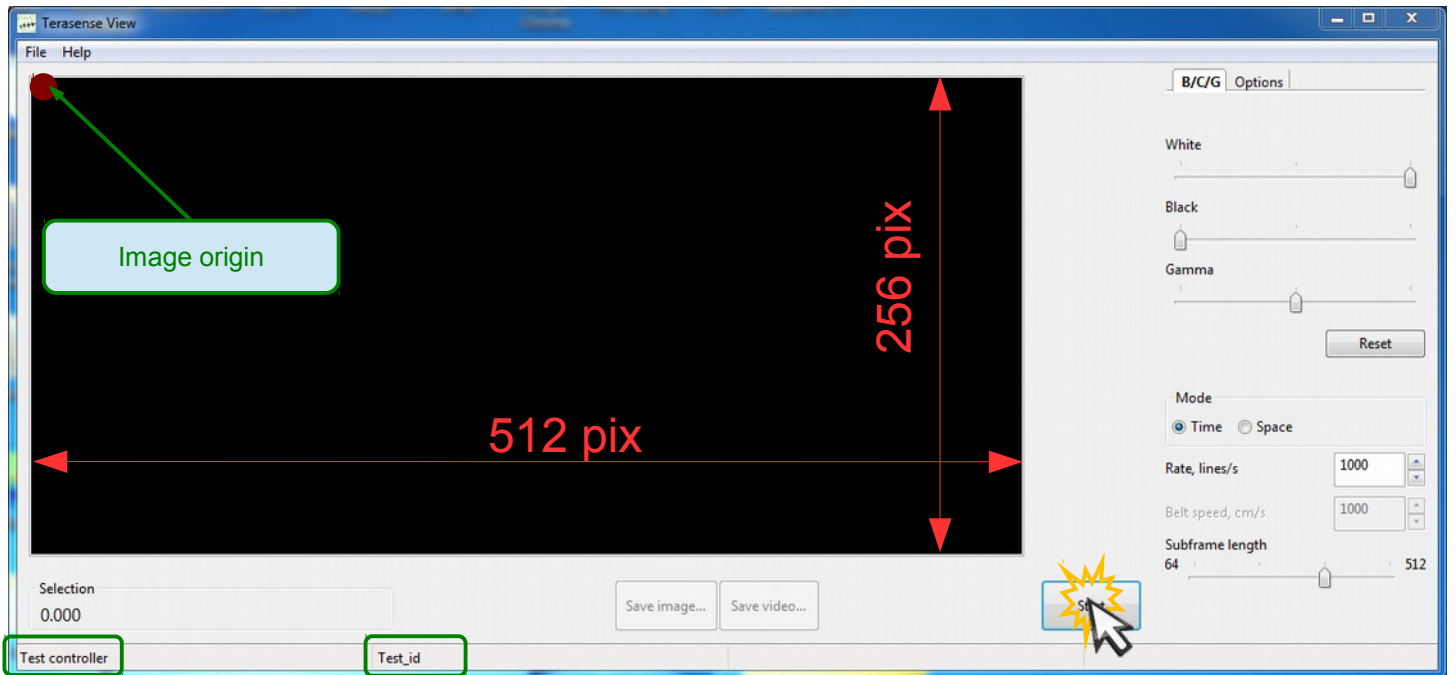 Terasense View
File Help
B/C/G Options
White
Black
Gamma
Reset
Image origin
256 pix
512 pix
Mode
Time Space
Rate, lines/s 1000
Belt speed, cm/s 1000
Subframe length
64 512
Selection
0.000
Save image... Save video...
Test controller Test_id